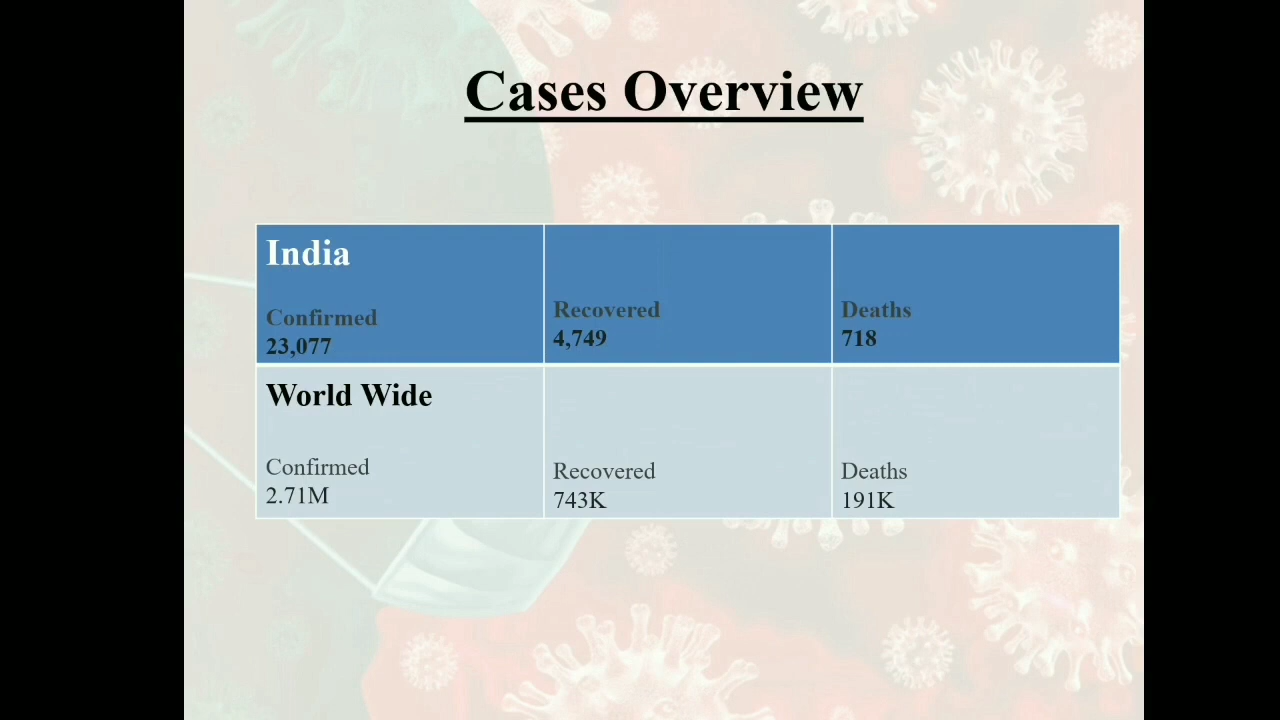 Cases Overview
India
Confirmed
23,077
Recovered
4,749
Deaths
718
World Wide
Confirmed
2.71M
Recovered
743K
Deaths
191K